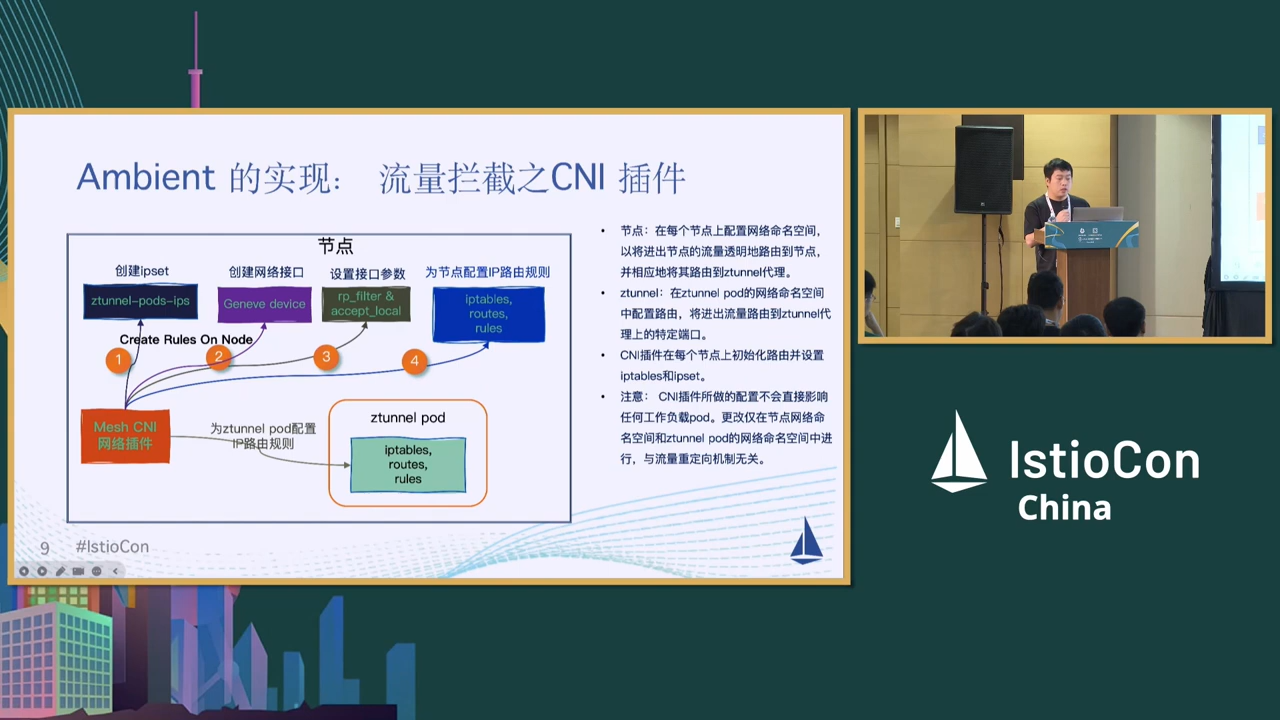 Ambient 的实现： 流量拦截之CNI 插件
节点
创建ipset
创建网络接口
设置接口参数
为节点配置IP路由规则
ztunnel-pods-ips
Geneve device
rp_filter &
accept_local
iptables,
routes,
rules
Create Rules On Node
1
2
3
4
Mesh CNI
网络插件
为ztunnel pod配置
IP路由规则
ztunnel pod
iptables,
routes,
rules
• 节点：在每个节点上配置网络命名空间，
以将进出节点的流量透明地路由到节点，
并相应地将其路由到ztunnel代理。
• ztunnel：在ztunnel pod的网络命名空间
中配置路由，将进出流量路由到ztunnel代
理上的特定端口。
• CNI插件在每个节点上初始化路由并设置
iptables和ipset。
• 注意： CNI插件所做的配置不会直接影响
任何工作负载pod。更改仅在节点网络命
名空间和ztunnel pod的网络命名空间中进
行，与流量重定向机制无关。
9
#IstioCon
IstioCon
China